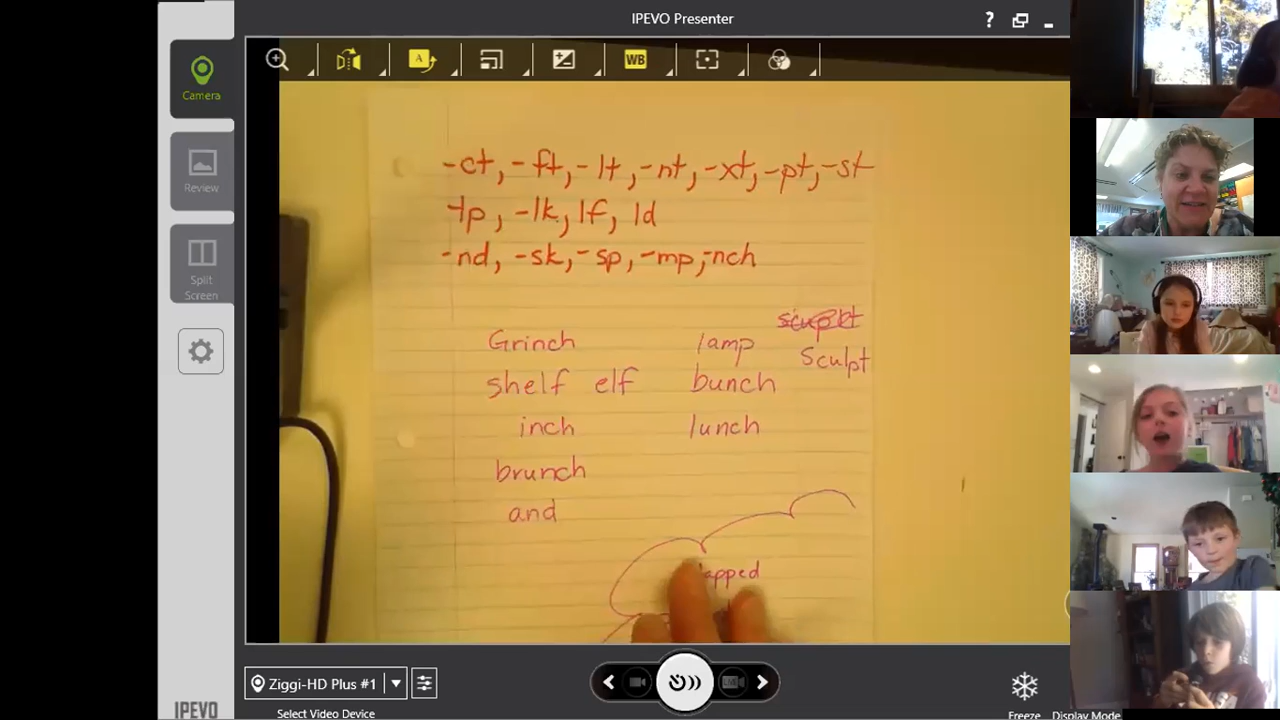 IPEVO Presenter
?
A
WB
Camera
Review
Split
Screen
-ct, -ft, -lt, -nt, -xt, -pt, -st
-lp, -lk, lf, ld
-nd, -sk, -sp, -mp, -nch
Grinch lamp
shelf elf bunch sculpt
inch lunch
brunch
and
Ziggi-HD Plus #1
Select Video Device
IPEVO
Freeze
Display Mode